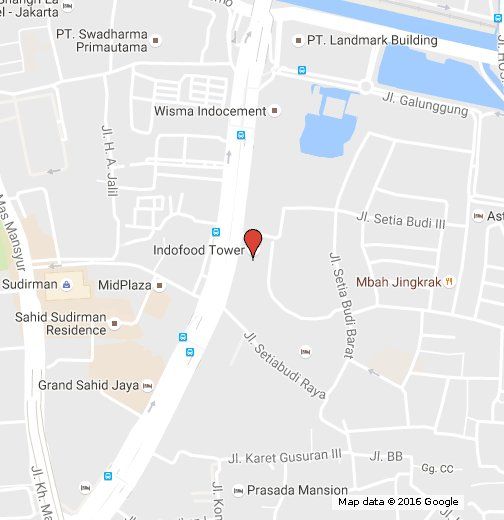 Shangri La
el - Jakarta
PT. Swadharma
Primautama
PT. Landmark Building
Jl. Galunggung
Wisma Indocement
Jl. H. A. Jalil
Mas Mansyur
Jl. Setia Budi III
Ast
Indofood Tower
Jl. Setia Budi Barat
Sudirman
MidPlaza
Mbah Jingkrak
Sahid Sudirman
Residence
Jl. Setiabudi Raya
Grand Sahid Jaya
Jl. Kh. Ma
Jl. Karet Gusuran III
Jl. BB
Gg. CC
Jl. Kom
Prasada Mansion
Map data © 2016 Google